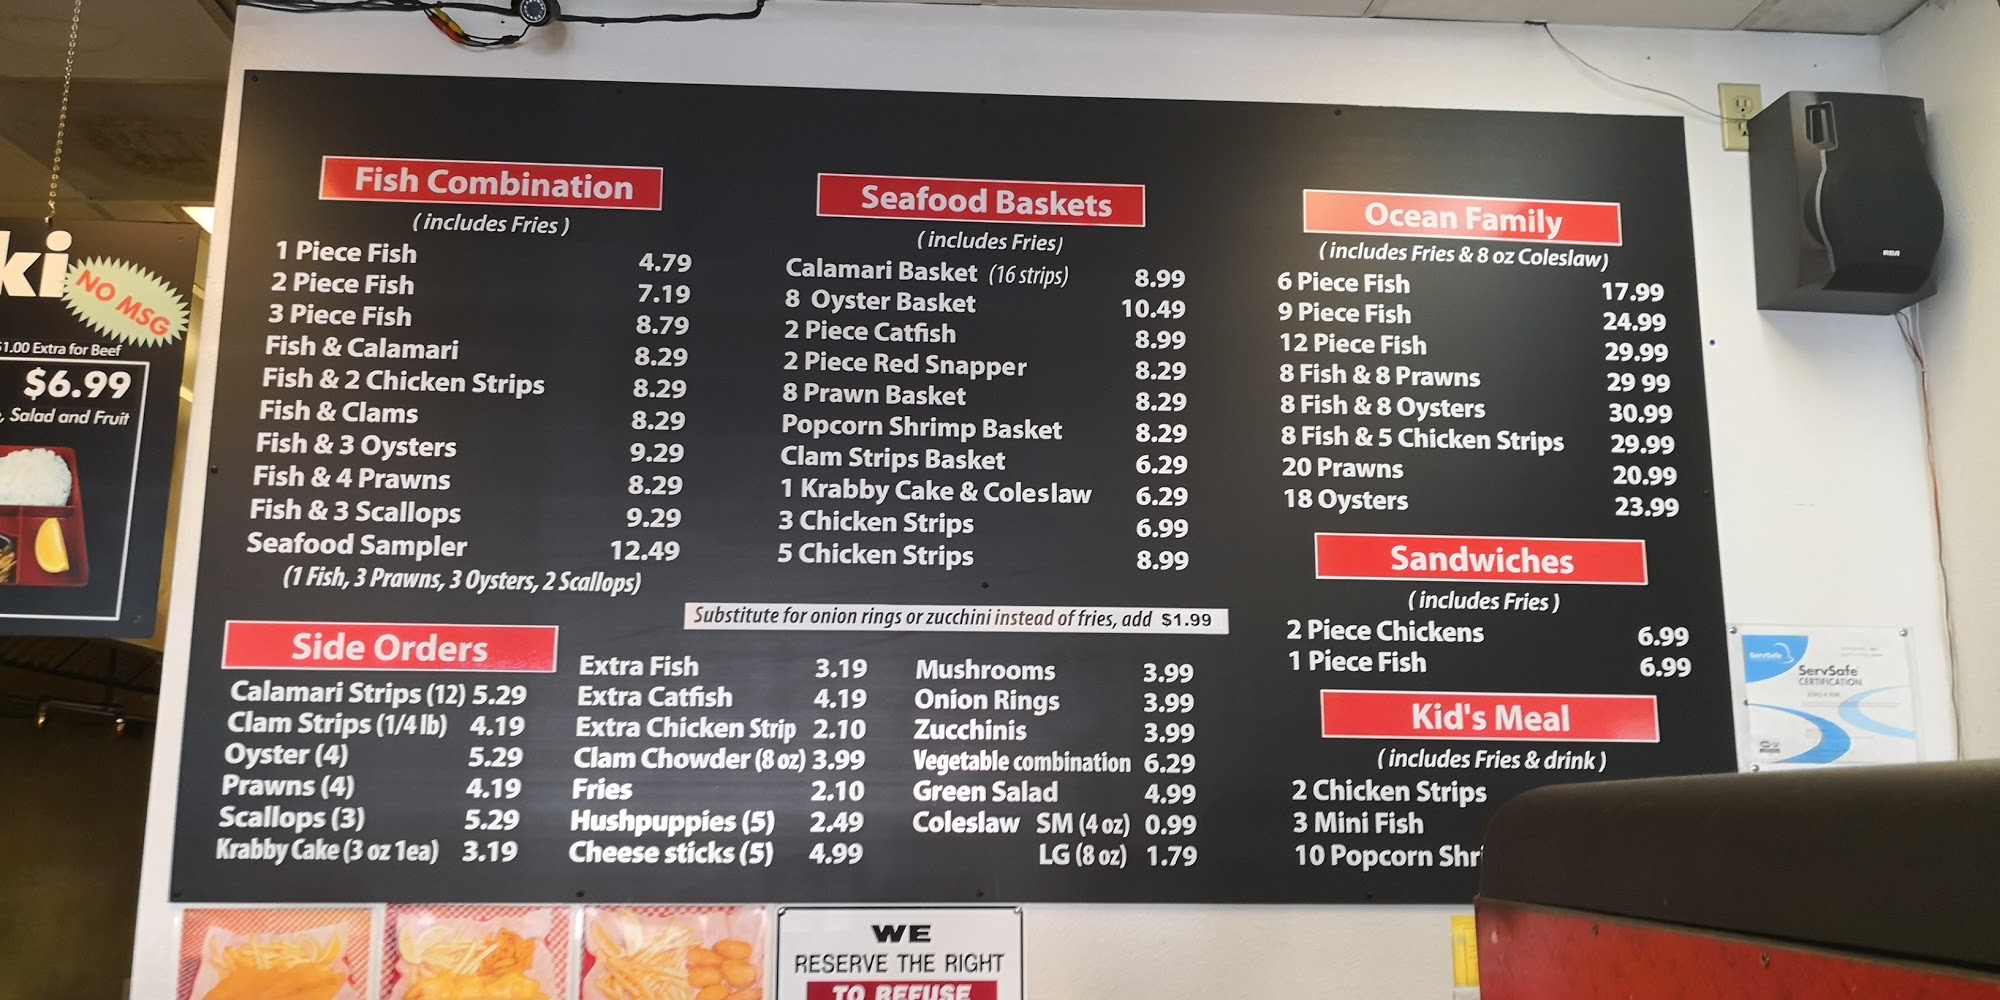 ki
NO MSG
$1.00 Extra for Beef
$6.99
, Salad and Fruit
Fish Combination
(includes Fries)
1 Piece Fish 4.79
2 Piece Fish 7.19
3 Piece Fish 8.79
Fish & Calamari 8.29
Fish & 2 Chicken Strips 8.29
Fish & Clams 8.29
Fish & 3 Oysters 9.29
Fish & 4 Prawns 8.29
Fish & 3 Scallops 9.29
Seafood Sampler 12.49
(1 Fish, 3 Prawns, 3 Oysters, 2 Scallops)
Seafood Baskets
(includes Fries)
Calamari Basket (16 strips) 8.99
8 Oyster Basket 10.49
2 Piece Catfish 8.99
2 Piece Red Snapper 8.29
8 Prawn Basket 8.29
Popcorn Shrimp Basket 8.29
Clam Strips Basket 6.29
1 Krabby Cake & Coleslaw 6.29
3 Chicken Strips 6.99
5 Chicken Strips 8.99
Substitute for onion rings or zucchini instead of fries, add $1.99
Ocean Family
(includes Fries & 8 oz Coleslaw)
6 Piece Fish 17.99
9 Piece Fish 24.99
12 Piece Fish 29.99
8 Fish & 8 Prawns 29 99
8 Fish & 8 Oysters 30.99
8 Fish & 5 Chicken Strips 29.99
20 Prawns 20.99
18 Oysters 23.99
Sandwiches
(includes Fries)
2 Piece Chickens 6.99
1 Piece Fish 6.99
Kid's Meal
(includes Fries & drink)
2 Chicken Strips
3 Mini Fish
10 Popcorn Shri
Side Orders
Calamari Strips (12) 5.29
Clam Strips (1/4 lb) 4.19
Oyster (4) 5.29
Prawns (4) 4.19
Scallops (3) 5.29
Krabby Cake (3 oz 1ea) 3.19
Extra Fish 3.19
Extra Catfish 4.19
Extra Chicken Strip 2.10
Clam Chowder (8 oz) 3.99
Fries 2.10
Hushpuppies (5) 2.49
Cheese sticks (5) 4.99
Mushrooms 3.99
Onion Rings 3.99
Zucchinis 3.99
Vegetable combination 6.29
Green Salad 4.99
Coleslaw SM (4 oz) 0.99
LG (8 oz) 1.79
RCA
ServSafe
ServSafe
CERTIFICATION
WE
RESERVE THE RIGHT
TO REFUSE